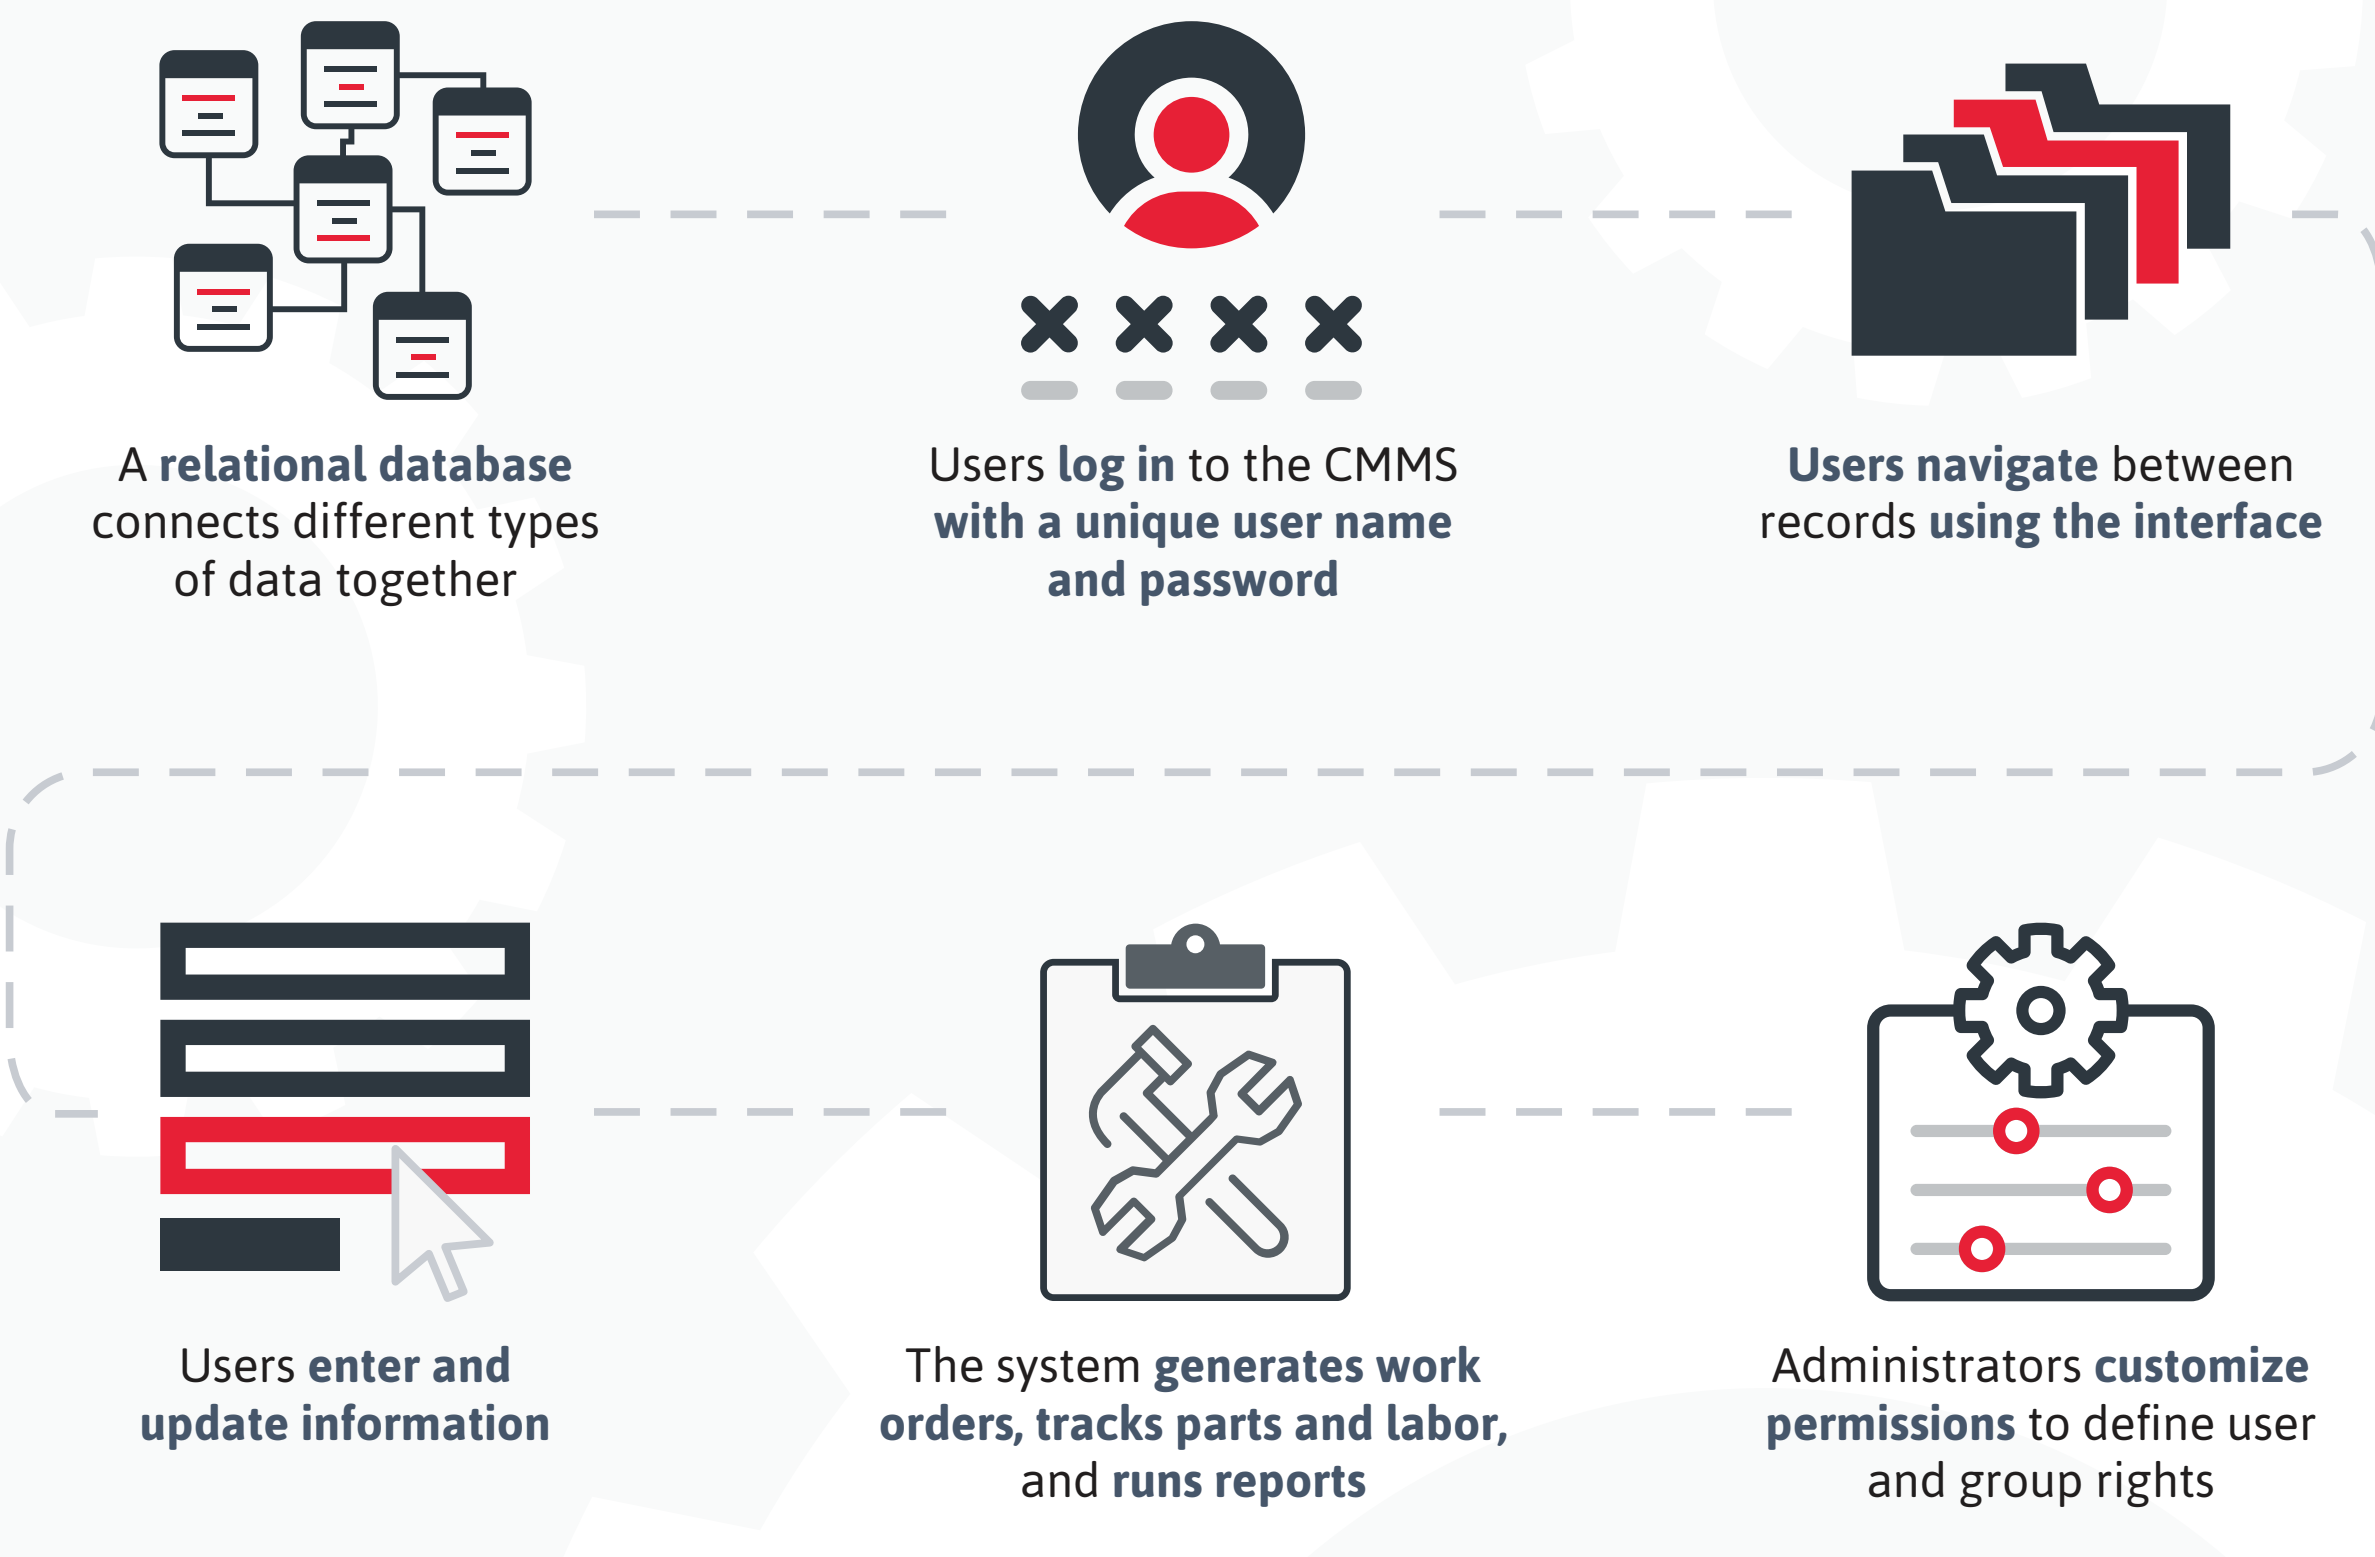 A relational database
connects different types
of data together
Users log in to the CMMS
with a unique user name
and password
Users navigate between
records using the interface
Users enter and
update information
The system generates work
orders, tracks parts and labor,
and runs reports
Administrators customize
permissions to define user
and group rights